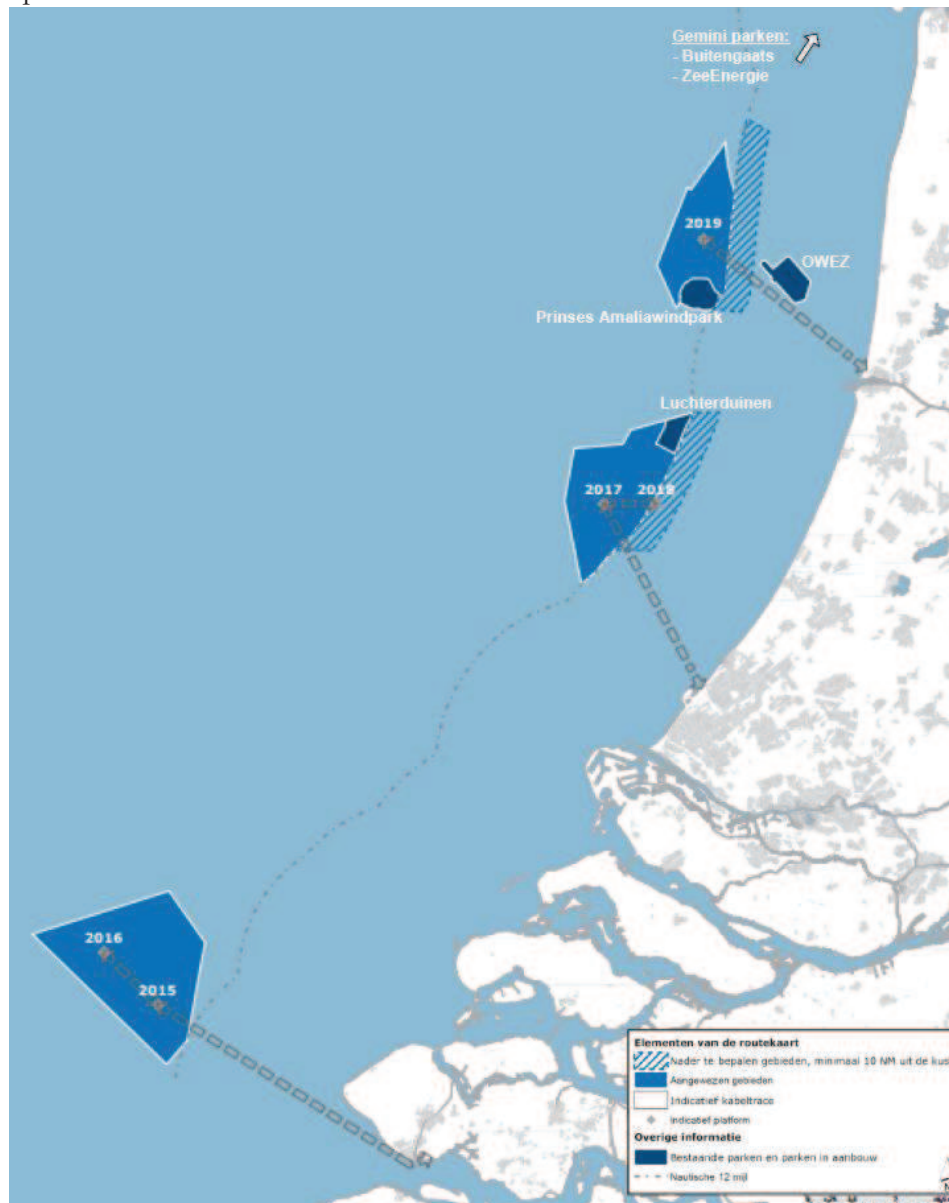 Gemini parken:
- Buitengaats
- ZeeEnergie
2019
OWEZ
Prinses Amaliawindpark
Luchterduinen
2017
2018
2016
2015
Elementen van de routekaart
Nader te bepalen gebieden, minimaal 10 NM uit de kus
Aangewezen gebieden
Indicatief kabeltrace
Indicatief platform
Overige informatie
Bestaande parken en parken in aanbouw
Nautische 12 mijl